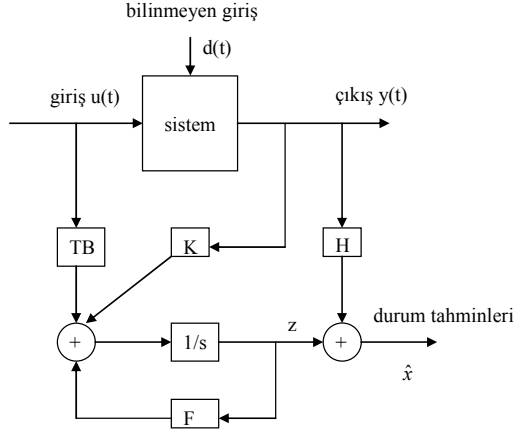 bilinmeyen giriş
d(t)
giriş u(t)
çıkış y(t)
sistem
TB
K
H
durum tahminleri
z
+
1/s
+
x̂
F